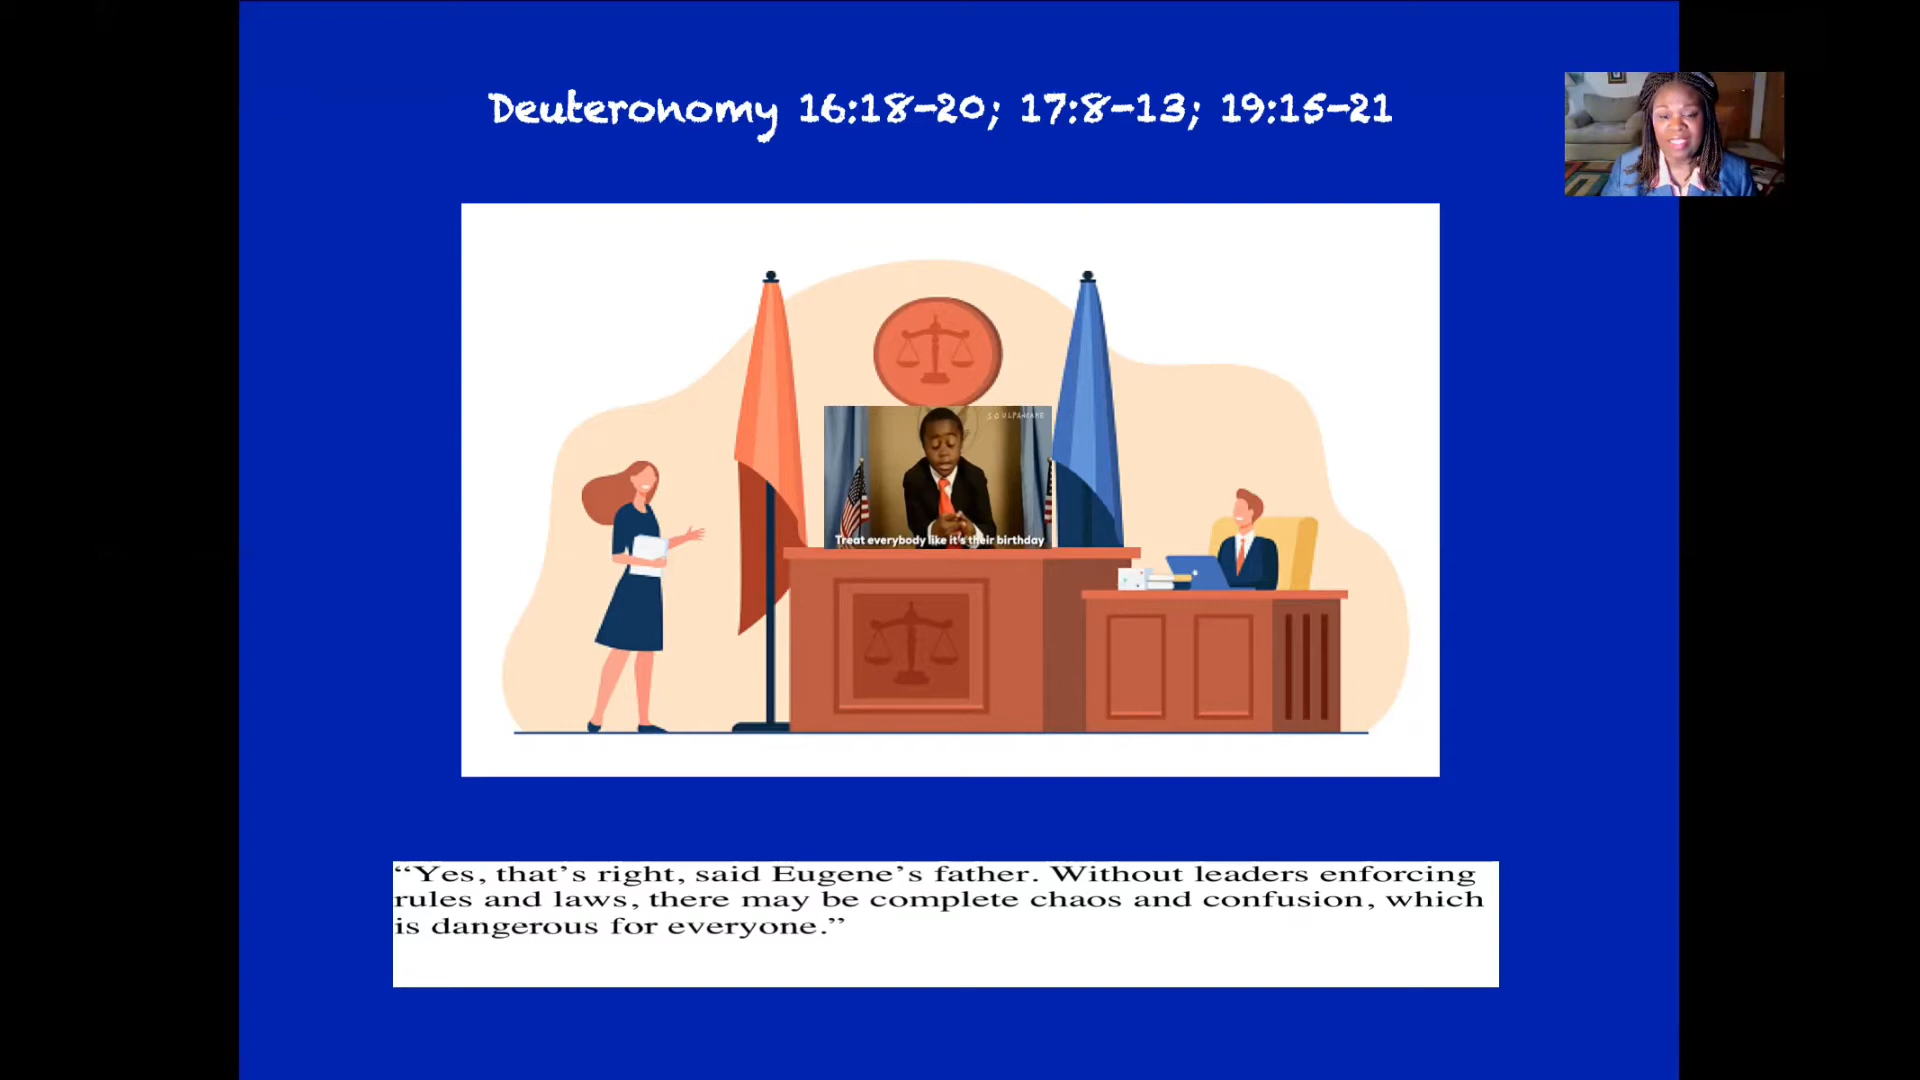 Deuteronomy 16:18-20; 17:8-13; 19:15-21
SOULPANCAKE
Treat everybody like it's their birthday
“Yes, that’s right, said Eugene’s father. Without leaders enforcing
rules and laws, there may be complete chaos and confusion, which
is dangerous for everyone.”